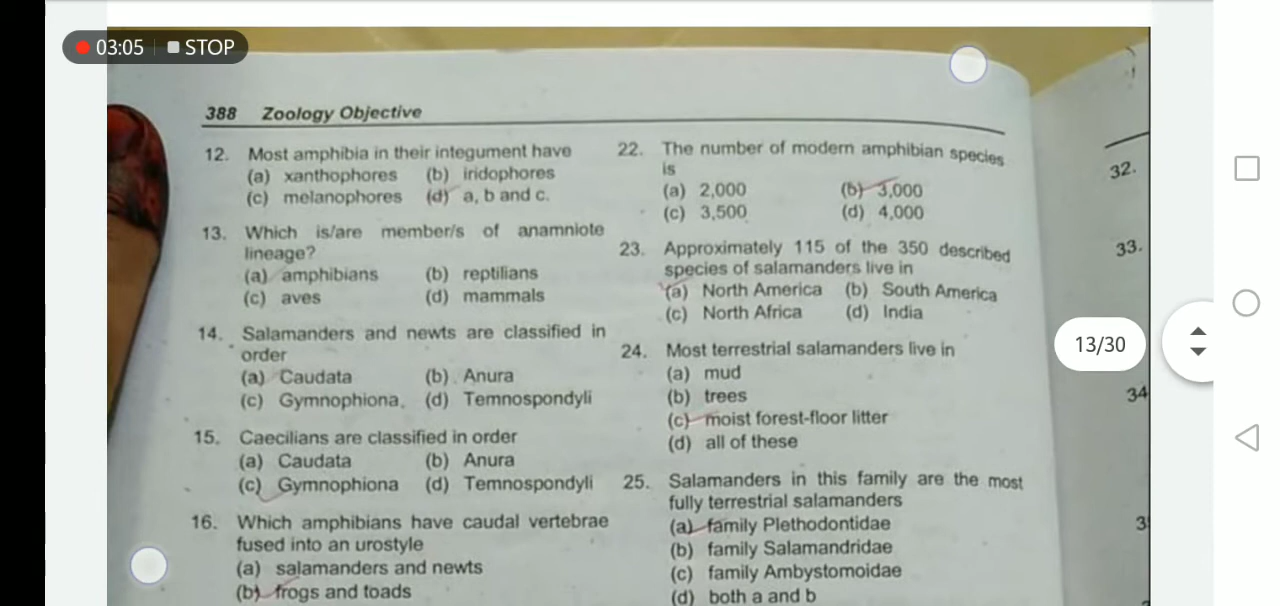 03:05 STOP
388 Zoology Objective
12. Most amphibia in their integument have
(a) xanthophores (b) iridophores
(c) melanophores (d) a, b and c.
13. Which is/are member/s of anamniote
lineage?
(a) amphibians (b) reptilians
(c) aves (d) mammals
14. Salamanders and newts are classified in
order
(a) Caudata (b) Anura
(c) Gymnophiona (d) Temnospondyli
15. Caecilians are classified in order
(a) Caudata (b) Anura
(c) Gymnophiona (d) Temnospondyli
16. Which amphibians have caudal vertebrae
fused into an urostyle
(a) salamanders and newts
(b) frogs and toads
22. The number of modern amphibian species
is
(a) 2,000 (b) 3,000
(c) 3,500 (d) 4,000
23. Approximately 115 of the 350 described
species of salamanders live in
(a) North America (b) South America
(c) North Africa (d) India
24. Most terrestrial salamanders live in
(a) mud
(b) trees
(c) moist forest-floor litter
(d) all of these
25. Salamanders in this family are the most
fully terrestrial salamanders
(a) family Plethodontidae
(b) family Salamandridae
(c) family Ambystomoidae
(d) both a and b
32.
33.
34
3
13/30